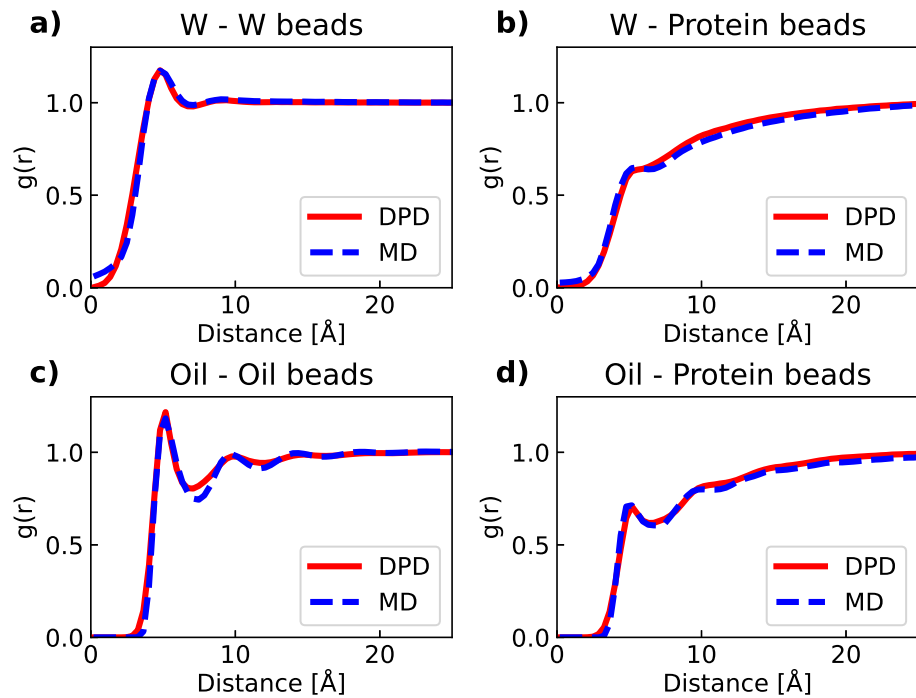 a) W - W beads
g(r)
1.0
0.5
0.0
DPD
MD
0 10 20
Distance [Å]
b) W - Protein beads
g(r)
1.0
0.5
0.0
DPD
MD
0 10 20
Distance [Å]
c) Oil - Oil beads
g(r)
1.0
0.5
0.0
DPD
MD
0 10 20
Distance [Å]
d) Oil - Protein beads
g(r)
1.0
0.5
0.0
DPD
MD
0 10 20
Distance [Å]